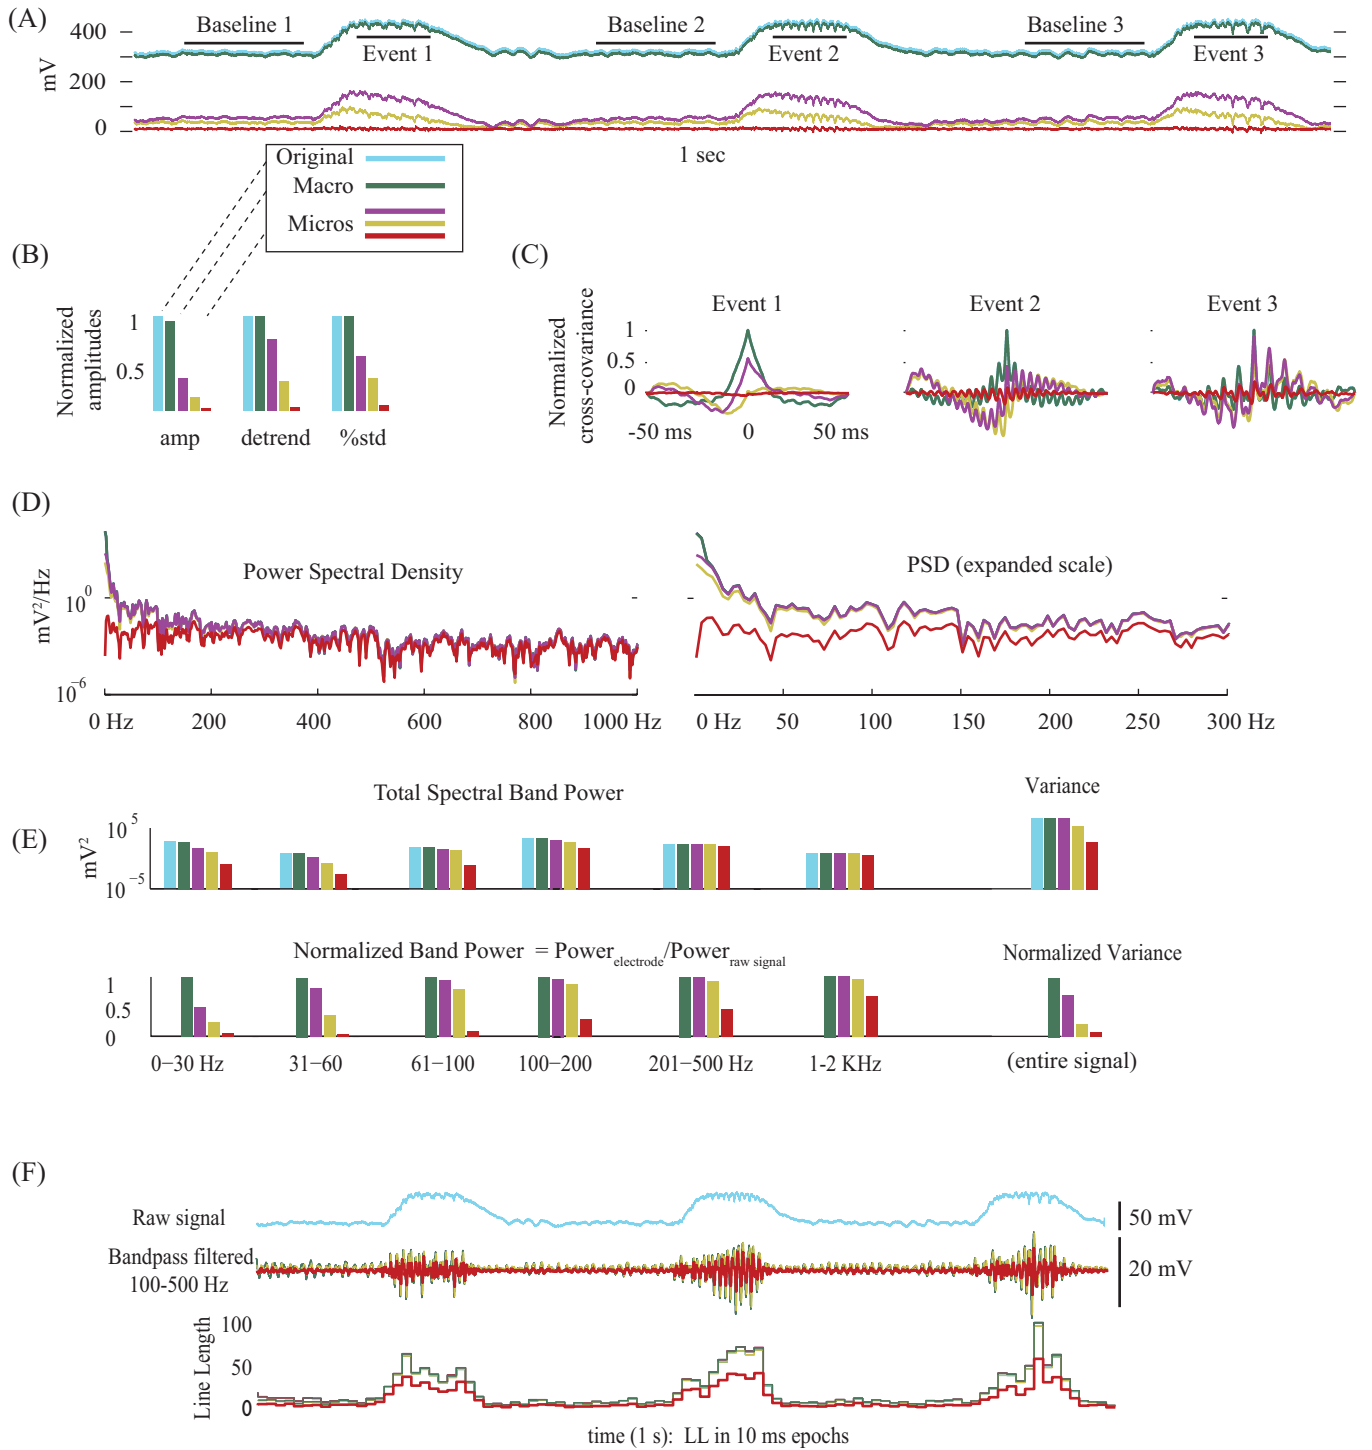 (A)
Baseline 1
Baseline 2
Baseline 3
Event 1
Event 2
Event 3
400
200
0
mV
1 sec
Original
Macro
Micros
(B)
Normalized
amplitudes
1
0.5
amp
detrend
%std
(C)
Normalized
cross-covariance
Event 1
Event 2
Event 3
1
0.5
0
-50 ms
0
50 ms
(D)
Power Spectral Density
PSD (expanded scale)
mV²/Hz
10⁰
10⁻⁶
0 Hz
200
400
600
800
1000 Hz
0 Hz
50
100
150
200
250
300 Hz
(E)
Total Spectral Band Power
Variance
mV²
10⁵
10⁻⁵
Normalized Band Power = Power electrode/Power raw signal
Normalized Variance
1
0.5
0
0−30 Hz
31−60
61−100
100−200
201−500 Hz
1-2 KHz
(entire signal)
(F)
Raw signal
50 mV
Bandpass filtered
100-500 Hz
20 mV
Line Length
100
50
0
time (1 s): LL in 10 ms epochs